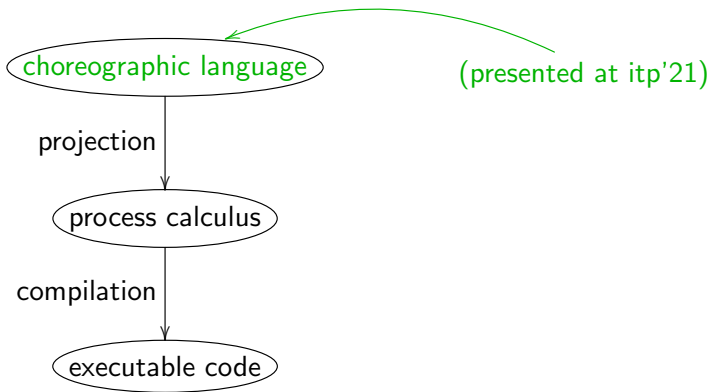 choreographic language
(presented at itp'21)
projection
process calculus
compilation
executable code